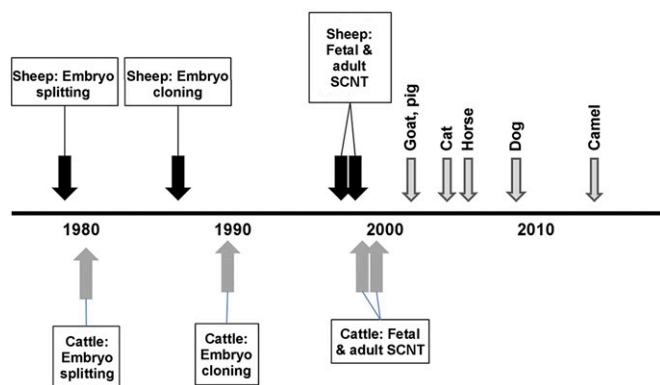 Sheep: Embryo
splitting
Sheep: Embryo
cloning
Sheep:
Fetal &
adult
SCNT
Goat, pig
Cat
Horse
Dog
Camel
1980
1990
2000
2010
Cattle:
Embryo
splitting
Cattle:
Embryo
cloning
Cattle: Fetal
& adult SCNT